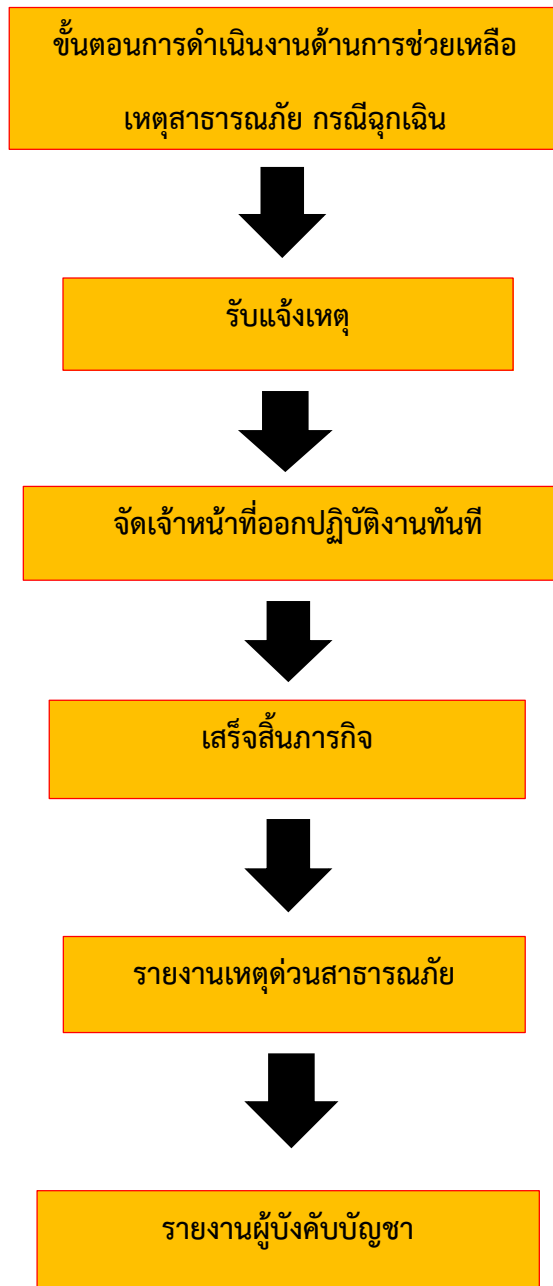 ขั้นตอนการดำเนินงานด้านการช่วยเหลือ
เหตุสาธารณภัย กรณีฉุกเฉิน
รับแจ้งเหตุ
จัดเจ้าหน้าที่ออกปฏิบัติงานทันที
เสร็จสิ้นภารกิจ
รายงานเหตุด่วนสาธารณภัย
รายงานผู้บังคับบัญชา